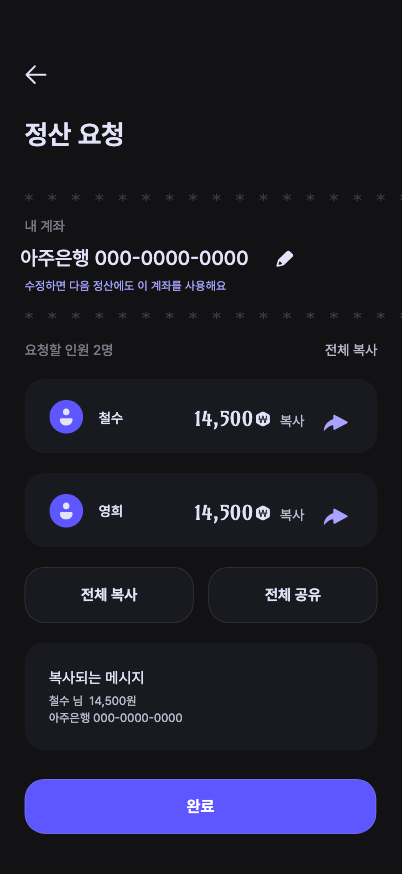 정산 요청
* * * * * * * * * * * * * * * * *
내 계좌
아주은행 000-0000-0000
수정하면 다음 정산에도 이 계좌를 사용해요
* * * * * * * * * * * * * * * * *
요청할 인원 2명 전체 복사
철수 14,500 W 복사
영희 14,500 W 복사
전체 복사 전체 공유
복사되는 메시지
철수 님 14,500원
아주은행 000-0000-0000
완료